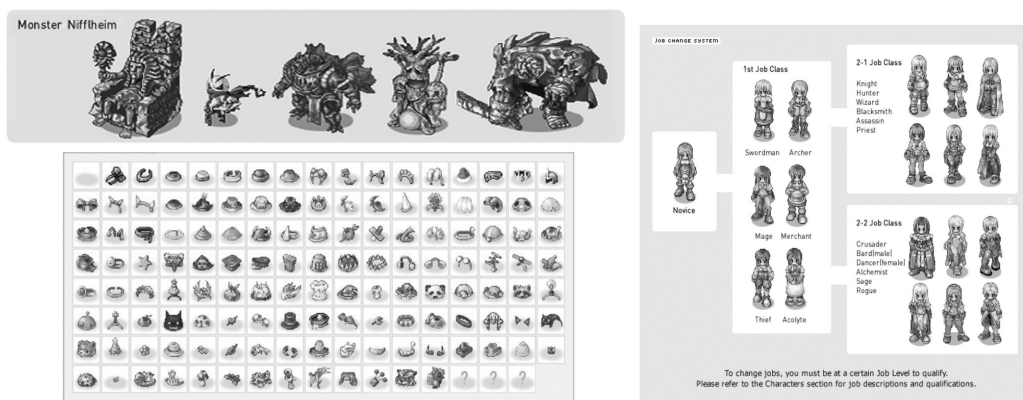 Monster Nifflheim
? ? ?
JOB CHANGE SYSTEM
Novice
1st Job Class
Swordman Archer
Mage Merchant
Thief Acolyte
2-1 Job Class
Knight
Hunter
Wizard
Blacksmith
Assassin
Priest
2-2 Job Class
Crusader
Bard(male)
Dancer(female)
Alchemist
Sage
Rogue
To change jobs, you must be at a certain Job Level to qualify.
Please refer to the Characters section for job descriptions and qualifications.